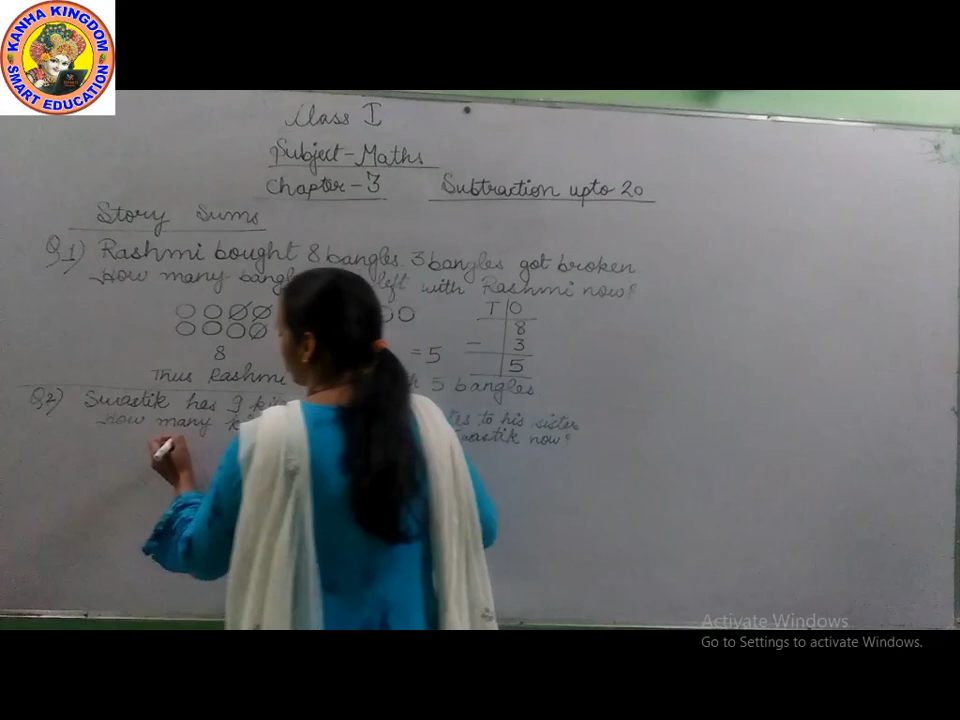 KANHA KINGDOM
SMART EDUCATION
Class I
Subject-Maths
Chapter-3 Subtraction upto 20
Story Sums
Q.1) Rashmi bought 8 bangles 3 bangles got broken
How many left with Rashmi now?
T O
8
- 3
5
8 = 5
Thus Rashmi 5 bangles
Q.2) Swastik has 9 to his sister
How many now?
Activate Windows
Go to Settings to activate Windows.